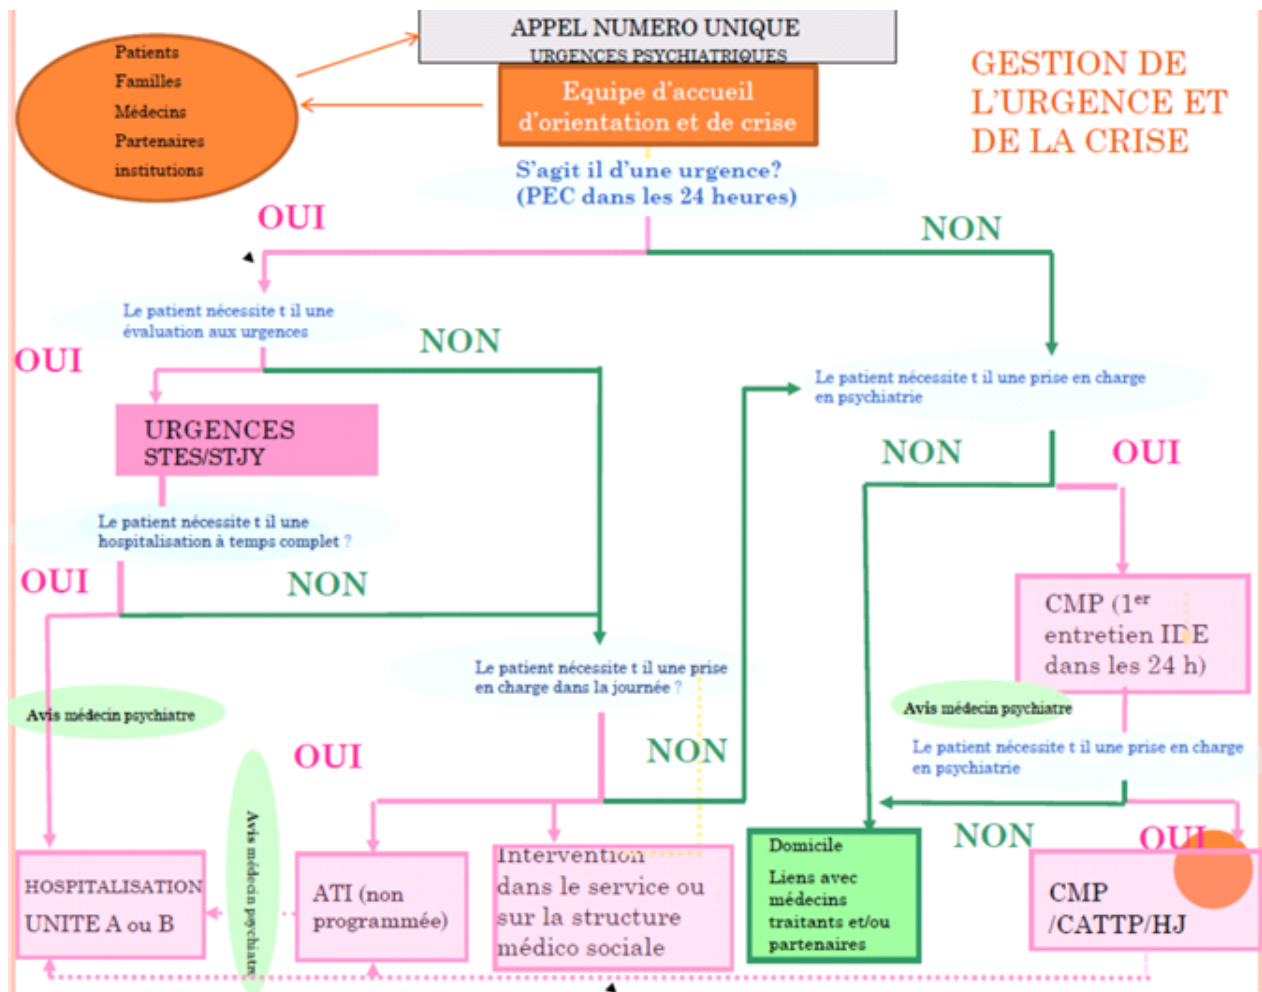 APPEL NUMERO UNIQUE
URGENCES PSYCHIATRIQUES
Patients
Familles
Médecins
Partenaires
institutions
Equipe d'accueil
d'orientation et de crise
GESTION DE
L'URGENCE ET
DE LA CRISE
S'agit il d'une urgence?
(PEC dans les 24 heures)
OUI
NON
Le patient nécessite t il une
évaluation aux urgences
OUI
NON
Le patient nécessite t il une prise en charge
en psychiatrie
URGENCES
STES/STJY
NON
OUI
Le patient nécessite t il une
hospitalisation à temps complet ?
OUI
NON
CMP (1er
entretien IDE
dans les 24 h)
Le patient nécessite t il une prise
en charge dans la journée ?
Avis médecin psychiatre
Avis médecin psychiatre
OUI
NON
Le patient nécessite t il une prise en charge
en psychiatrie
Avis médecin psychiatre
NON
OUI
HOSPITALISATION
UNITE A ou B
ATI (non
programmée)
Intervention
dans le service ou
sur la structure
médico sociale
Domicile
Liens avec
médecins
traitants et/ou
partenaires
CMP
/CATTP/HJ